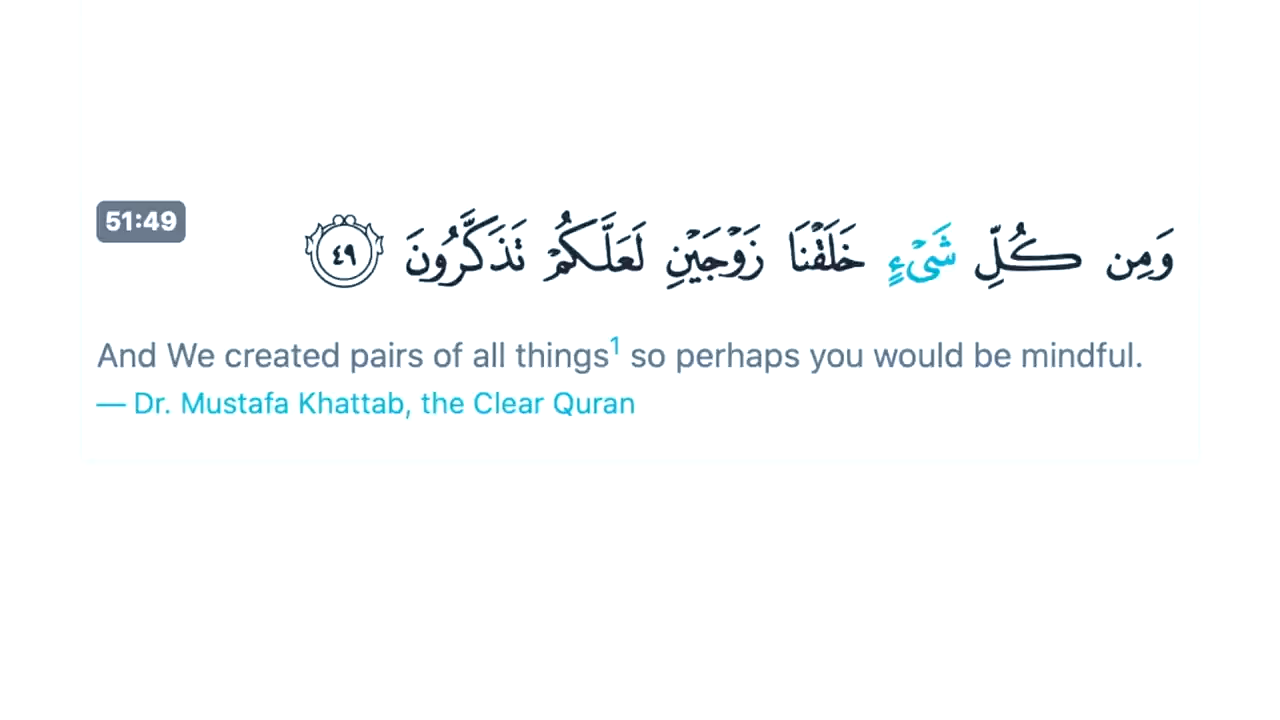 51:49
وَمِن كُلِّ شَىْءٍ خَلَقْنَا زَوْجَيْنِ لَعَلَّكُمْ تَذَكَّرُونَ ٤٩
And We created pairs of all things1 so perhaps you would be mindful.
— Dr. Mustafa Khattab, the Clear Quran